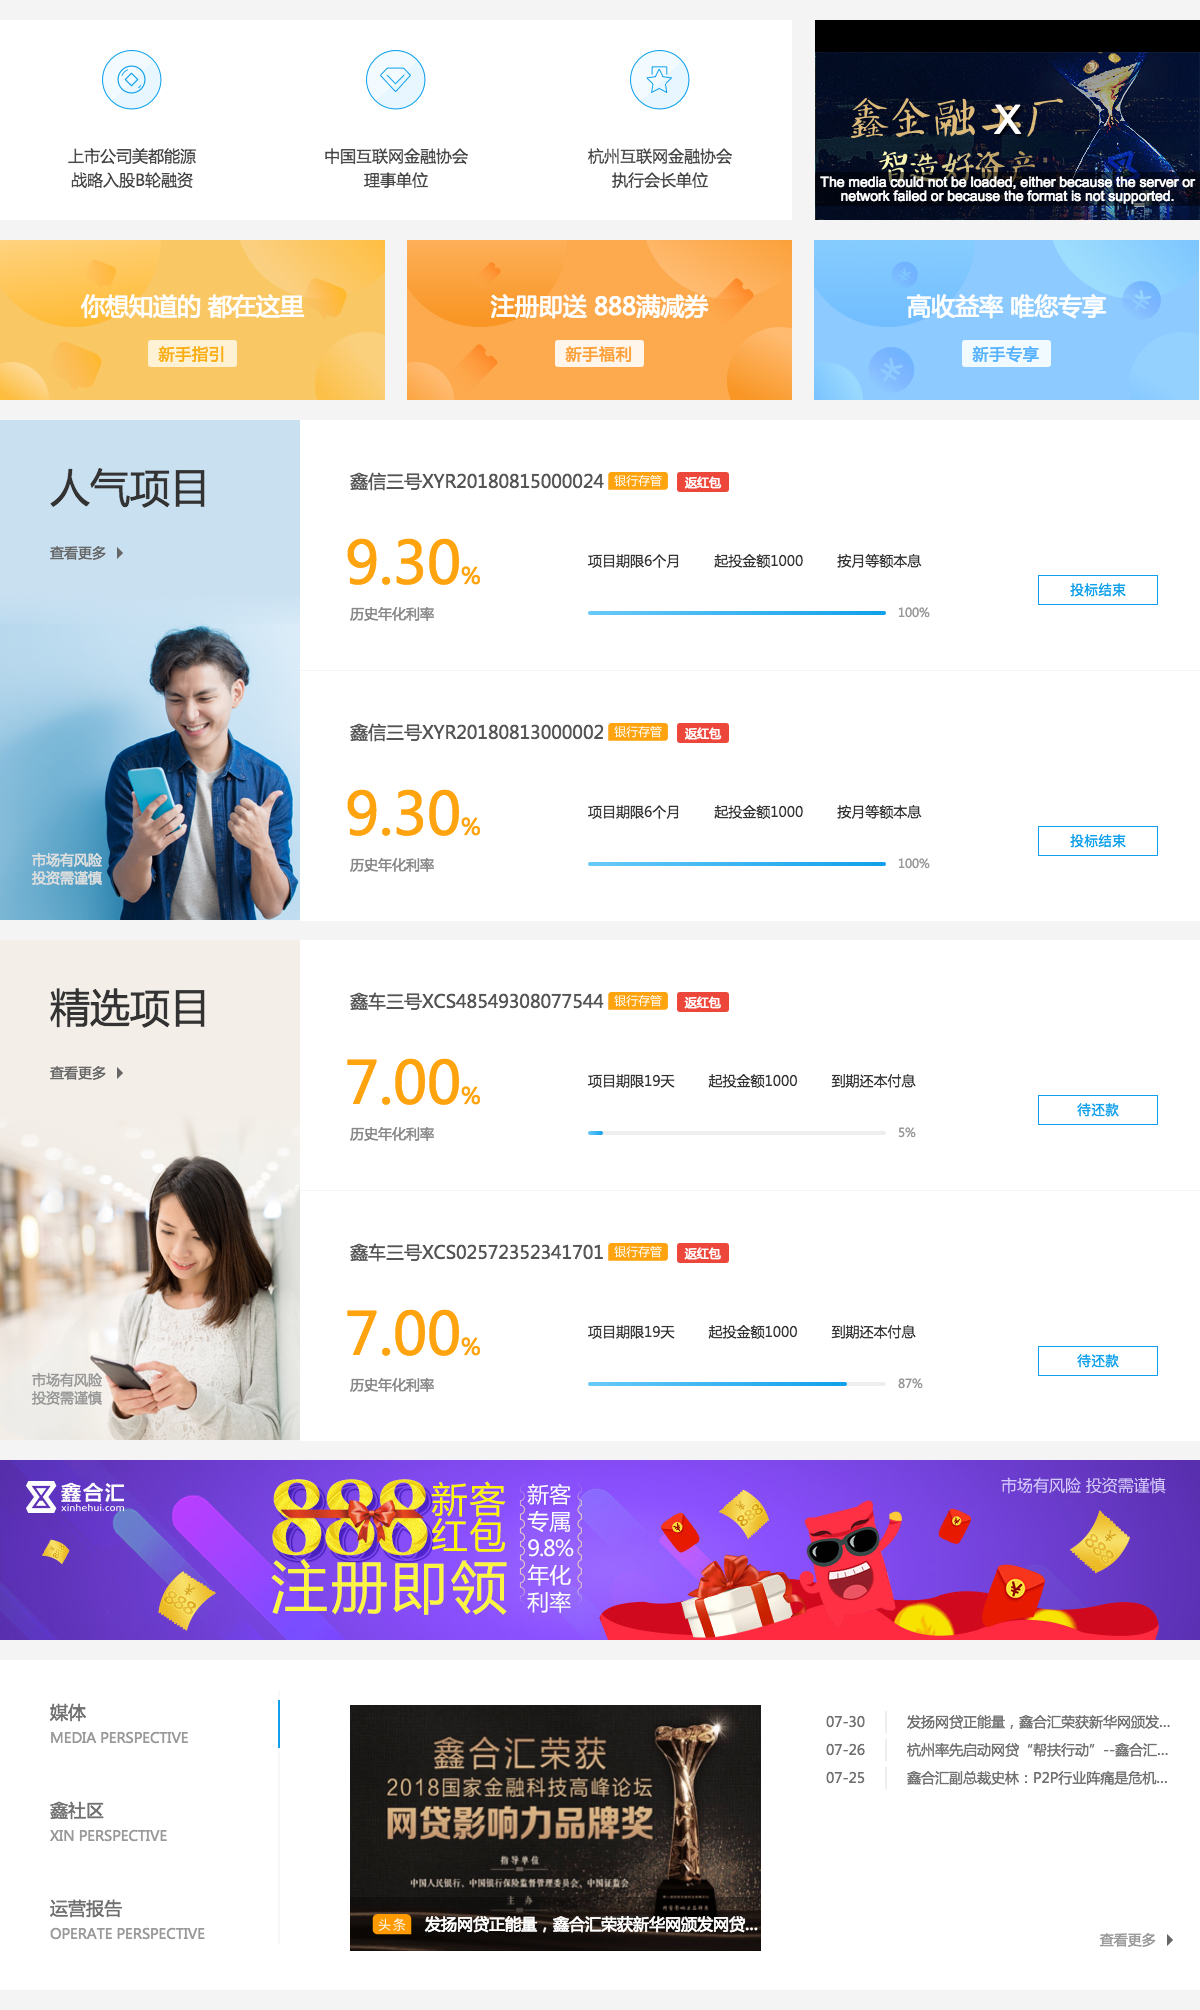 上市公司美都能源
战略入股B轮融资
中国互联网金融协会
理事单位
杭州互联网金融协会
执行会长单位
鑫金融工厂
智造好资产
X
The media could not be loaded, either because the server or
network failed or because the format is not supported.
你想知道的 都在这里
新手指引
注册即送 888满减券
新手福利
高收益率 唯您专享
新手专享
人气项目
查看更多
市场有风险
投资需谨慎
鑫信三号XYR20180815000024 银行存管 返红包
9.30%
历史年化利率
项目期限6个月 起投金额1000 按月等额本息
100%
投标结束
鑫信三号XYR20180813000002 银行存管 返红包
9.30%
历史年化利率
项目期限6个月 起投金额1000 按月等额本息
100%
投标结束
精选项目
查看更多
市场有风险
投资需谨慎
鑫车三号XCS48549308077544 银行存管 返红包
7.00%
历史年化利率
项目期限19天 起投金额1000 到期还本付息
5%
待还款
鑫车三号XCS02572352341701 银行存管 返红包
7.00%
历史年化利率
项目期限19天 起投金额1000 到期还本付息
87%
待还款
鑫合汇
xinhehui.com
888新客
红包
注册即领
新客
专属
9.8%
年化
利率
市场有风险 投资需谨慎
媒体
MEDIA PERSPECTIVE
鑫社区
XIN PERSPECTIVE
运营报告
OPERATE PERSPECTIVE
鑫合汇荣获
2018国家金融科技高峰论坛
网贷影响力品牌奖
指导单位
中国人民银行、中国银行保险监督管理委员会、中国证监会
主 办
头条 发扬网贷正能量，鑫合汇荣获新华网颁发网贷...
07-30 发扬网贷正能量，鑫合汇荣获新华网颁发...
07-26 杭州率先启动网贷“帮扶行动”--鑫合汇...
07-25 鑫合汇副总裁史林：P2P行业阵痛是危机...
查看更多